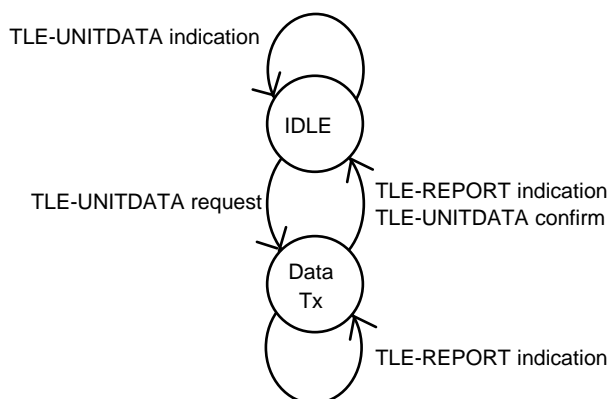 TLE-UNITDATA indication
IDLE
TLE-UNITDATA request
TLE-REPORT indication
TLE-UNITDATA confirm
Data
Tx
TLE-REPORT indication